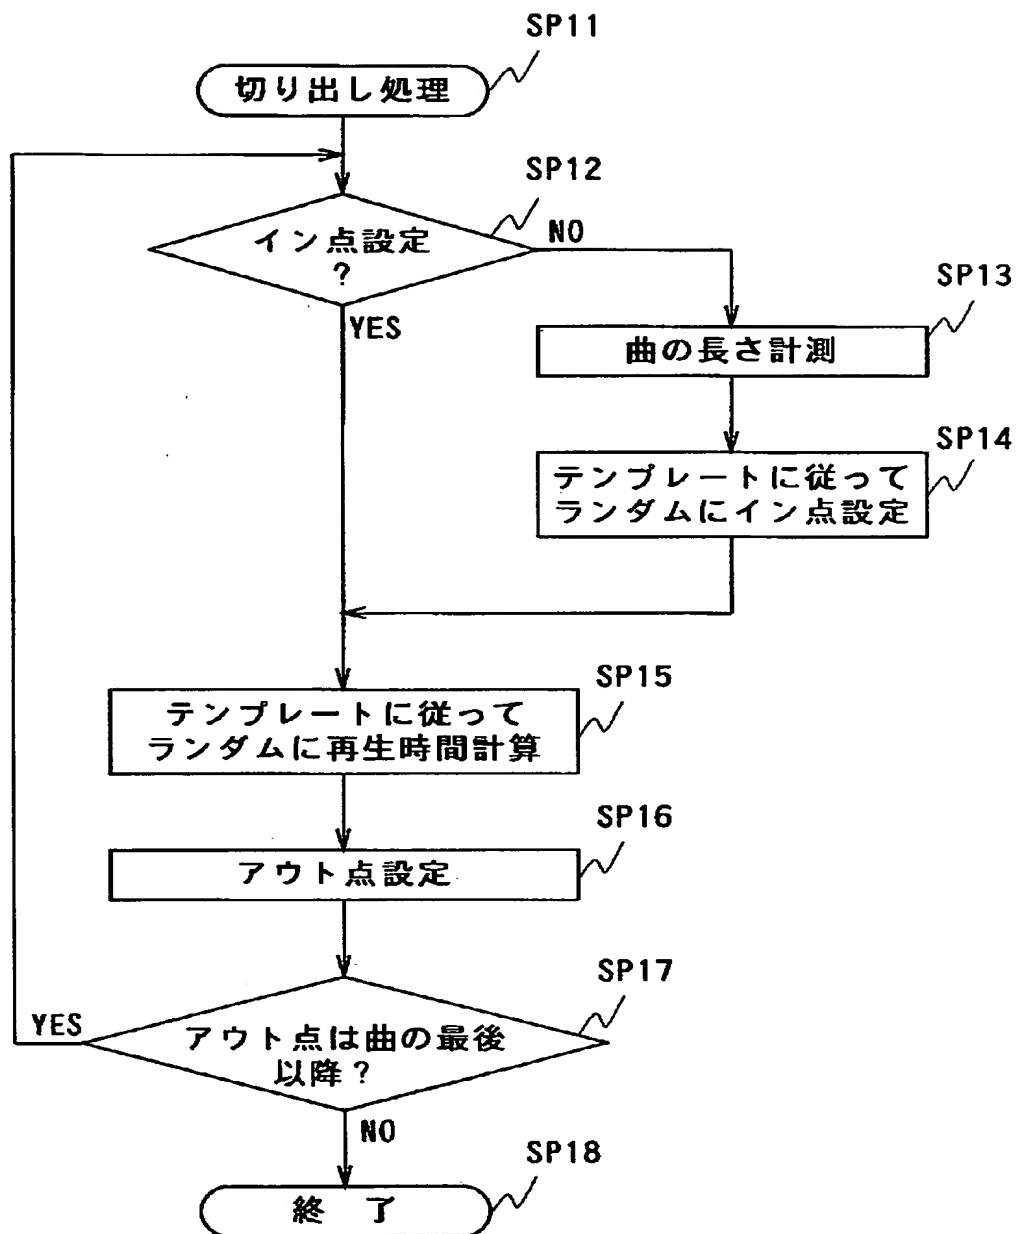 SP11
切り出し処理
SP12
イン点設定
?
NO
YES
SP13
曲の長さ計測
SP14
テンプレートに従って
ランダムにイン点設定
SP15
テンプレートに従って
ランダムに再生時間計算
SP16
アウト点設定
SP17
YES
アウト点は曲の最後
以降?
NO
SP18
終 了